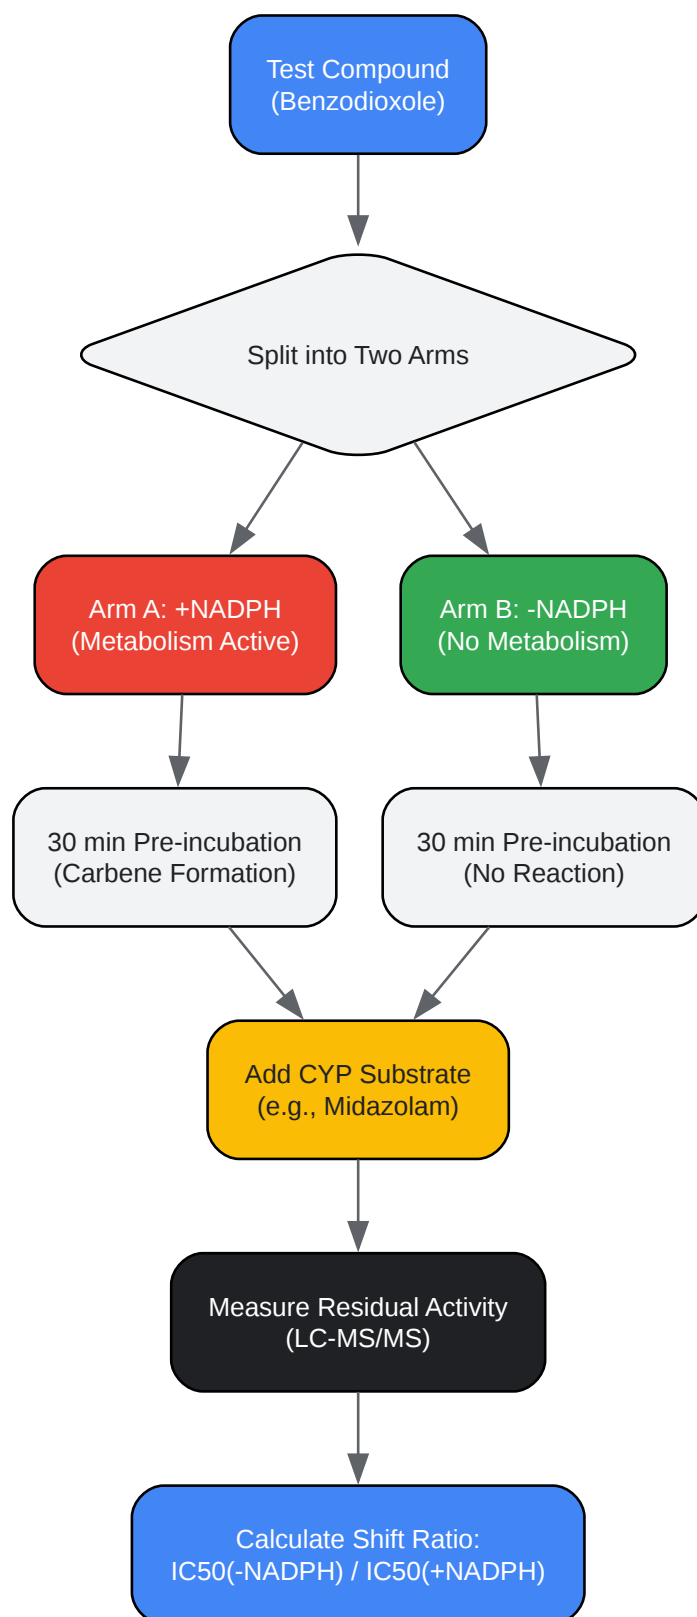 Test Compound
(Benzodioxole)
Split into Two Arms
Arm A: +NADPH
(Metabolism Active)
Arm B: -NADPH
(No Metabolism)
30 min Pre-incubation
(Carbene Formation)
30 min Pre-incubation
(No Reaction)
Add CYP Substrate
(e.g., Midazolam)
Measure Residual Activity
(LC-MS/MS)
Calculate Shift Ratio:
IC50(-NADPH) / IC50(+NADPH)